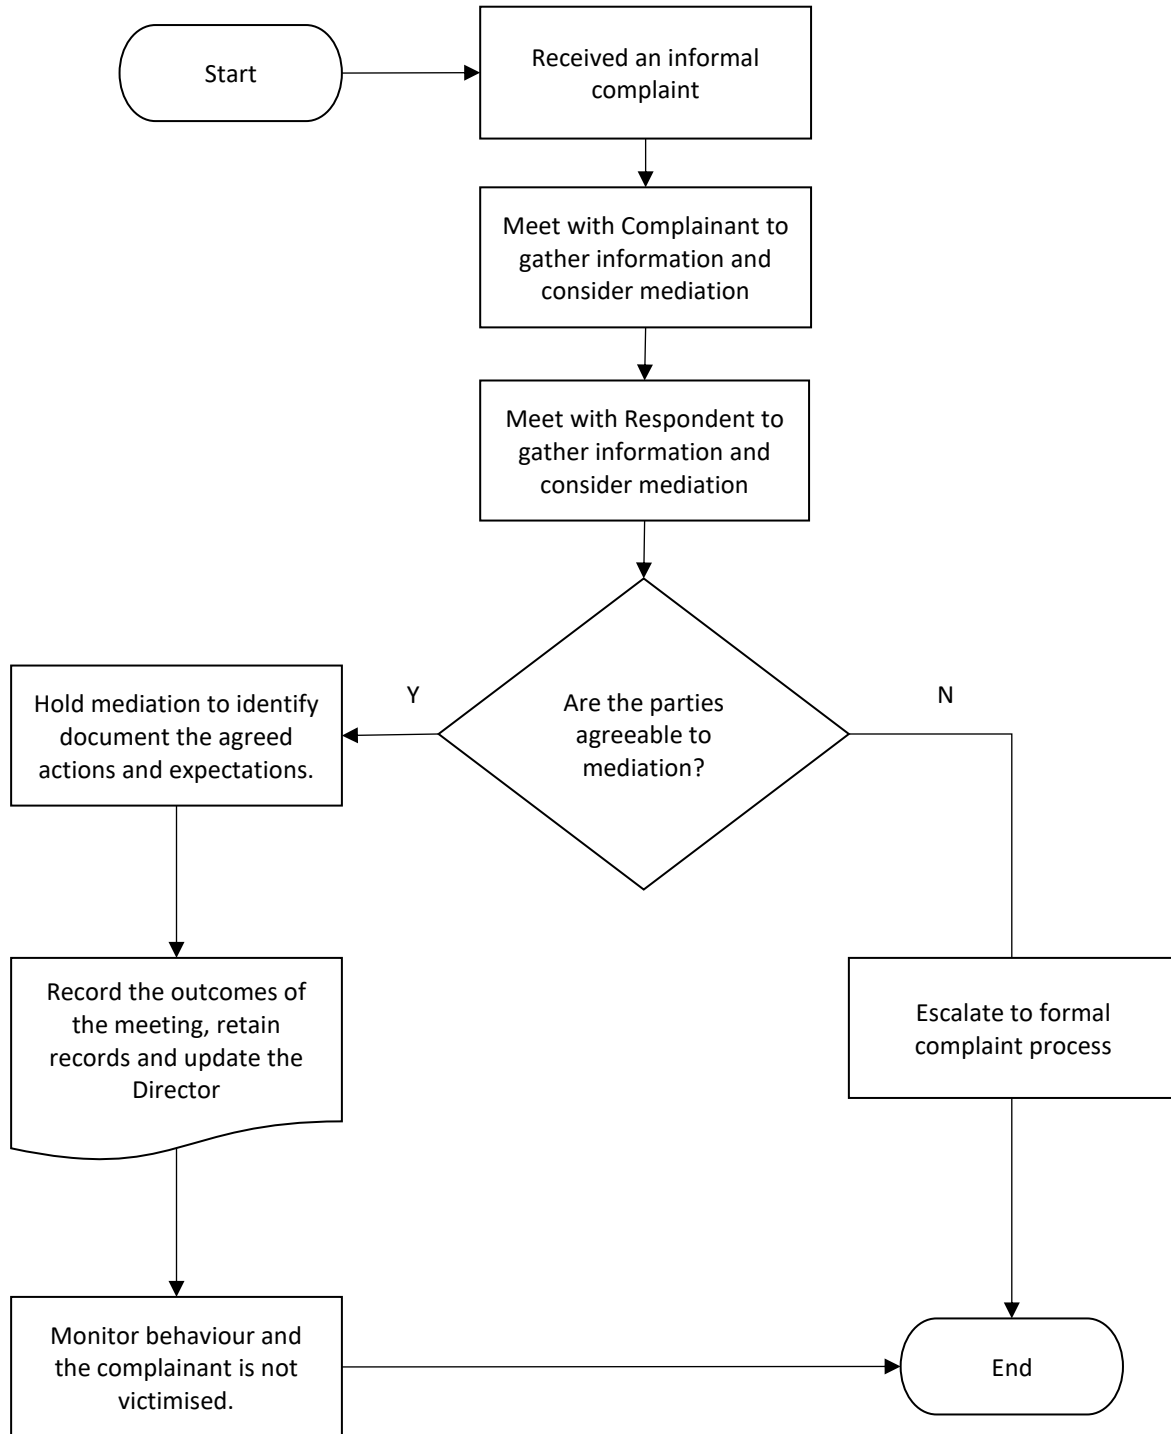 Start
Received an informal
complaint
Meet with Complainant to
gather information and
consider mediation
Meet with Respondent to
gather information and
consider mediation
Are the parties
agreeable to
mediation?
Y
N
Hold mediation to identify
document the agreed
actions and expectations.
Record the outcomes of
the meeting, retain
records and update the
Director
Escalate to formal
complaint process
Monitor behaviour and
the complainant is not
victimised.
End